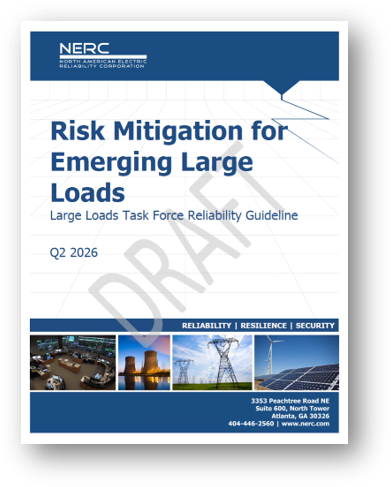 NERC
NORTH AMERICAN ELECTRIC
RELIABILITY CORPORATION
Risk Mitigation for
Emerging Large
Loads
Large Loads Task Force Reliability Guideline
Q2 2026
DRAFT
RELIABILITY | RESILIENCE | SECURITY
3353 Peachtree Road NE
Suite 600, North Tower
Atlanta, GA 30326
404-446-2560 | www.nerc.com